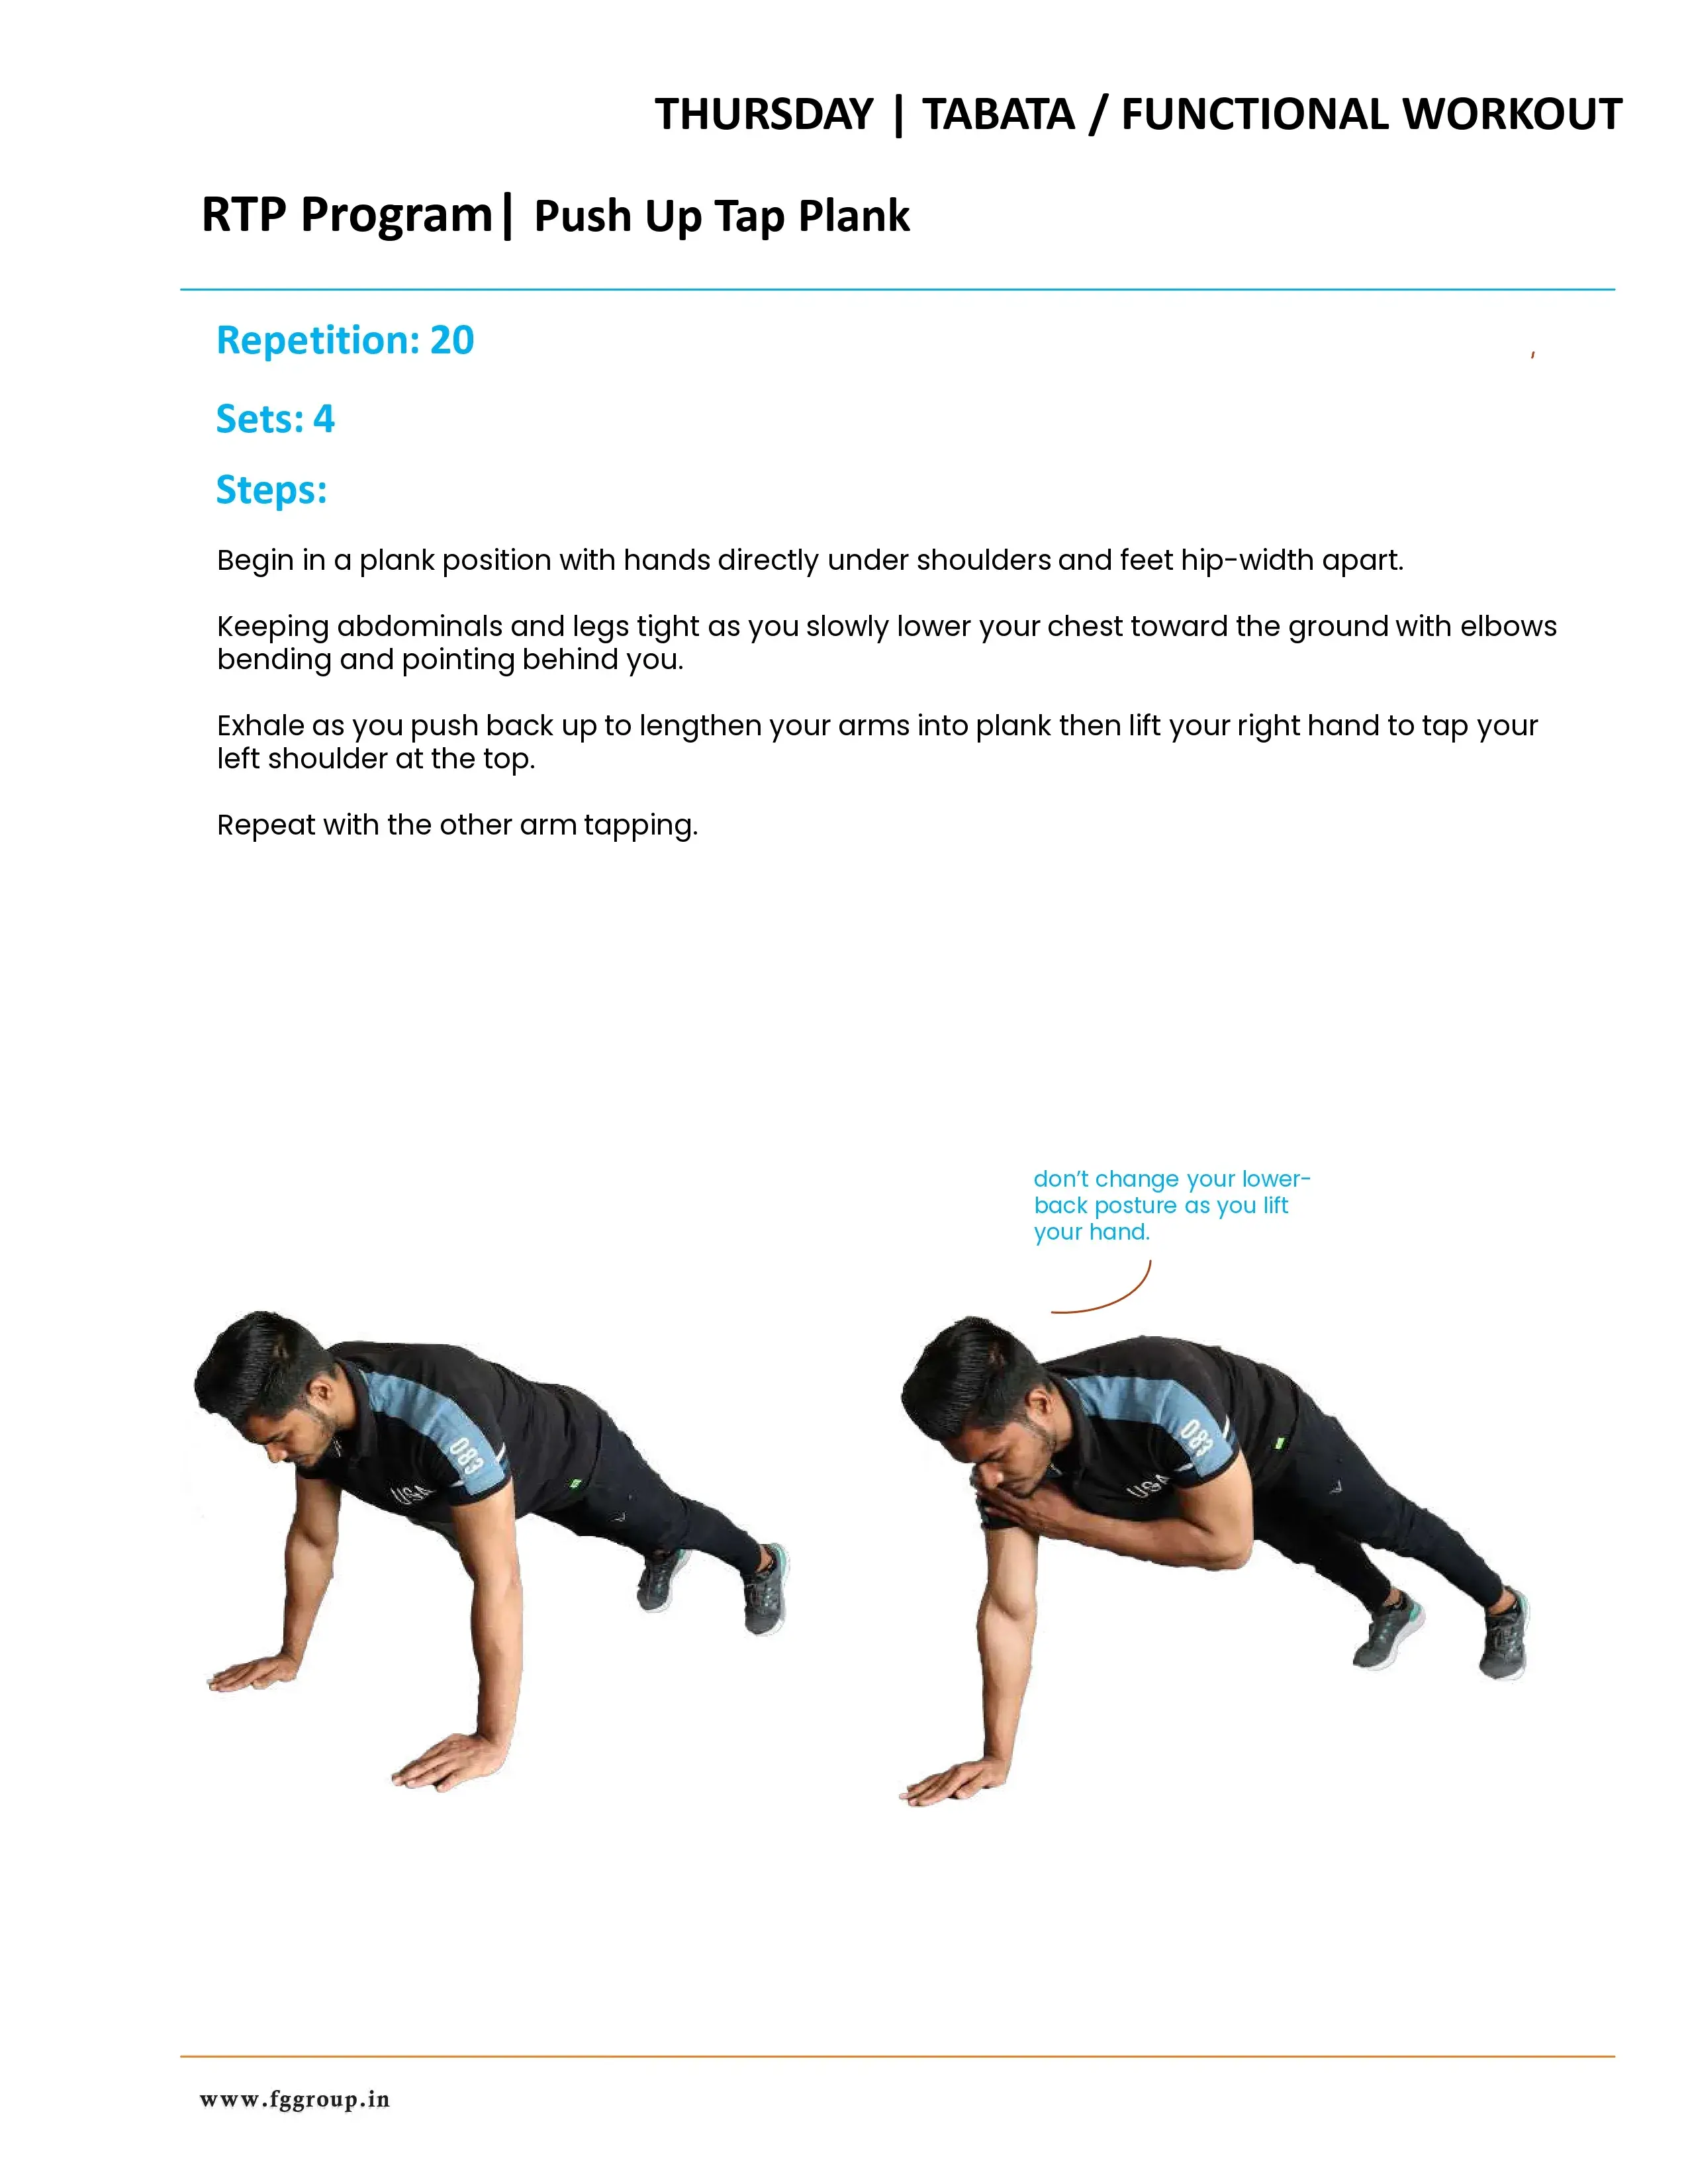 THURSDAY | TABATA / FUNCTIONAL WORKOUT
RTP Program| Push Up Tap Plank
Repetition: 20
,
Sets: 4
Steps:
Begin in a plank position with hands directly under shoulders and feet hip-width apart.
Keeping abdominals and legs tight as you slowly lower your chest toward the ground with elbows
bending and pointing behind you.
Exhale as you push back up to lengthen your arms into plank then lift your right hand to tap your
left shoulder at the top.
Repeat with the other arm tapping.
don’t change your lower-
back posture as you lift
your hand.
083
USA
083
USA
www.fggroup.in